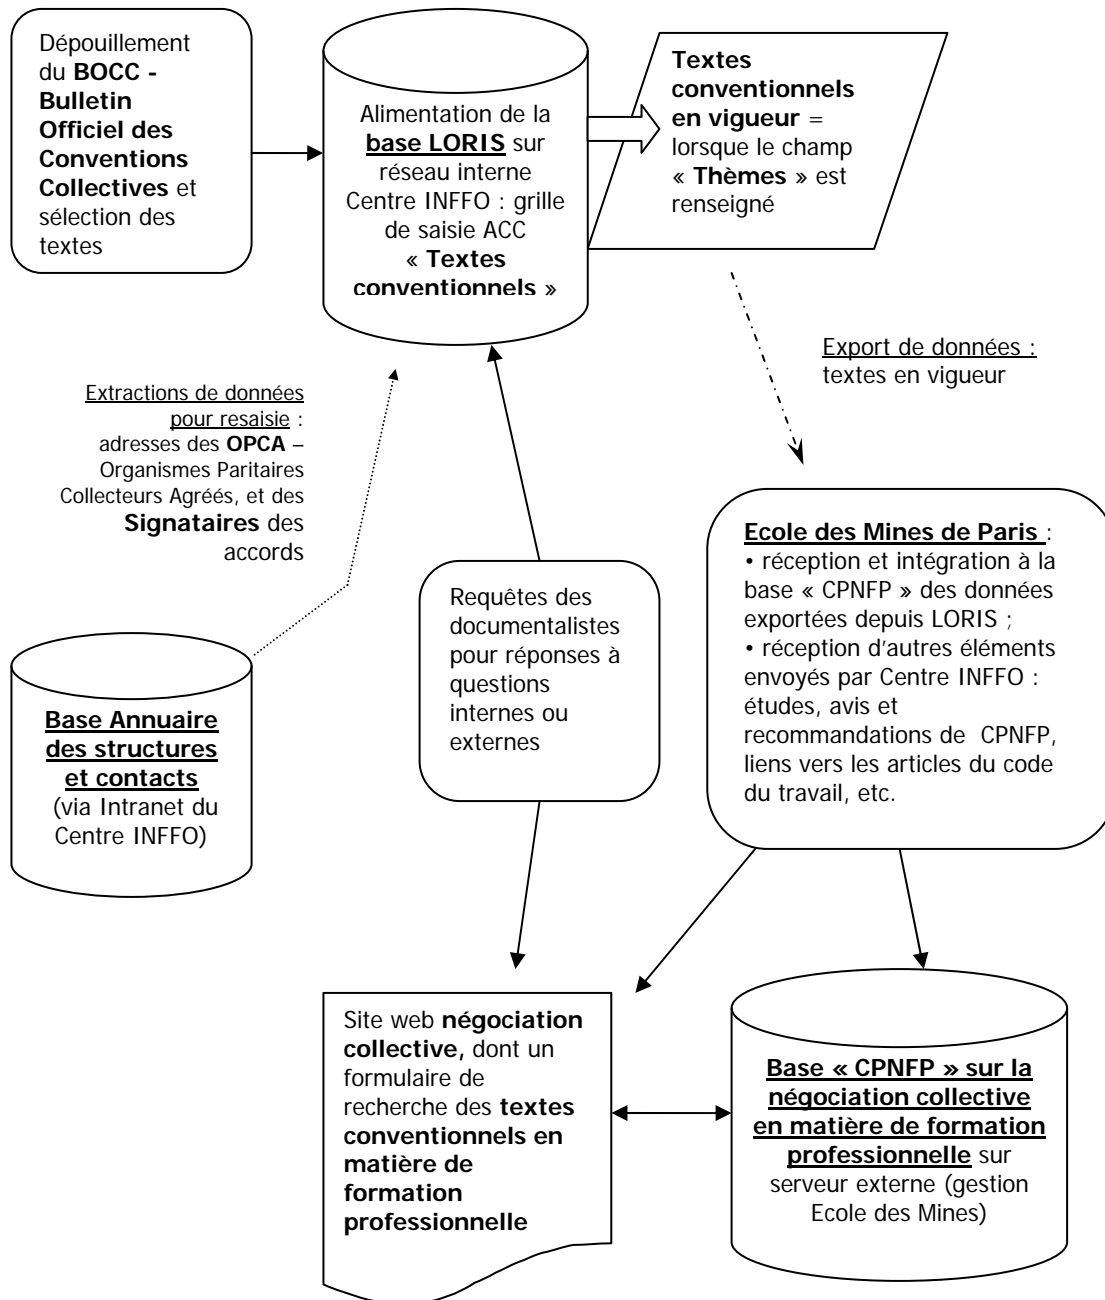 Dépouillement
du BOCC -
Bulletin
Officiel des
Conventions
Collectives et
sélection des
textes
Alimentation de la
base LORIS sur
réseau interne
Centre INFFO : grille
de saisie ACC
« Textes
conventionnels »
Textes
conventionnels
en vigueur =
lorsque le champ
« Thèmes » est
renseigné
Export de données :
textes en vigueur
Extractions de données
pour resaisie :
adresses des OPCA –
Organismes Paritaires
Collecteurs Agréés, et des
Signataires des
accords
Requêtes des
documentalistes
pour réponses à
questions
internes ou
externes
Ecole des Mines de Paris :
• réception et intégration à la
base « CPNFP » des données
exportées depuis LORIS ;
• réception d'autres éléments
envoyés par Centre INFFO :
études, avis et
recommandations de CPNFP,
liens vers les articles du code
du travail, etc.
Base Annuaire
des structures
et contacts
(via Intranet du
Centre INFFO)
Site web négociation
collective, dont un
formulaire de
recherche des textes
conventionnels en
matière de
formation
professionnelle
Base « CPNFP » sur la
négociation collective
en matière de formation
professionnelle sur
serveur externe (gestion
Ecole des Mines)